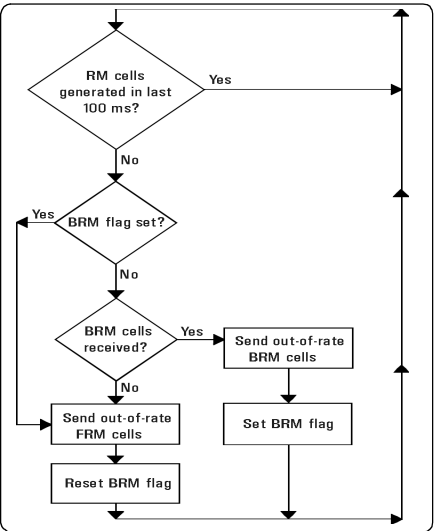 RM cells
generated in last
100 ms?
Yes
No
Yes
BRM flag set?
No
BRM cells
received?
Yes
Send out-of-rate
BRM cells
No
Send out-of-rate
FRM cells
Set BRM flag
Reset BRM flag